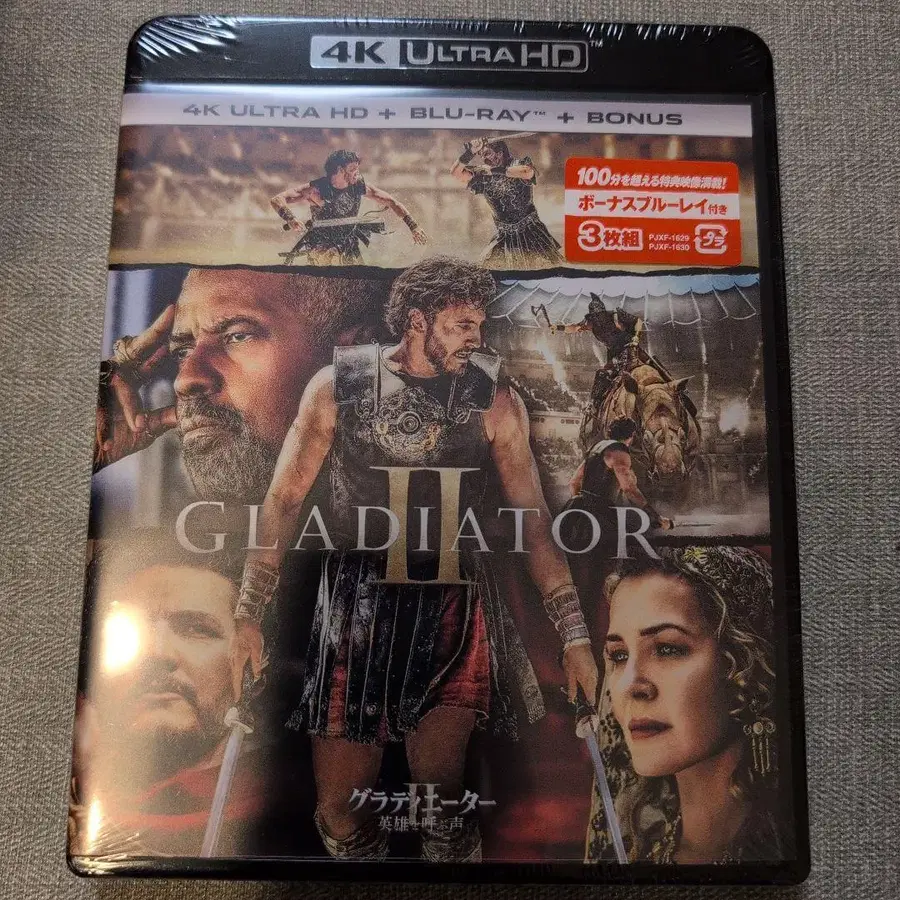 4K ULTRA HD™
4K ULTRA HD + BLU-RAY™ + BONUS
100分を超える特典映像満載!
ボーナスブルーレイ付き
3枚組
PJXF-1629
PJXF-1630
プラ
II
GLADIATOR
II
グラディエーター
英雄を呼ぶ声